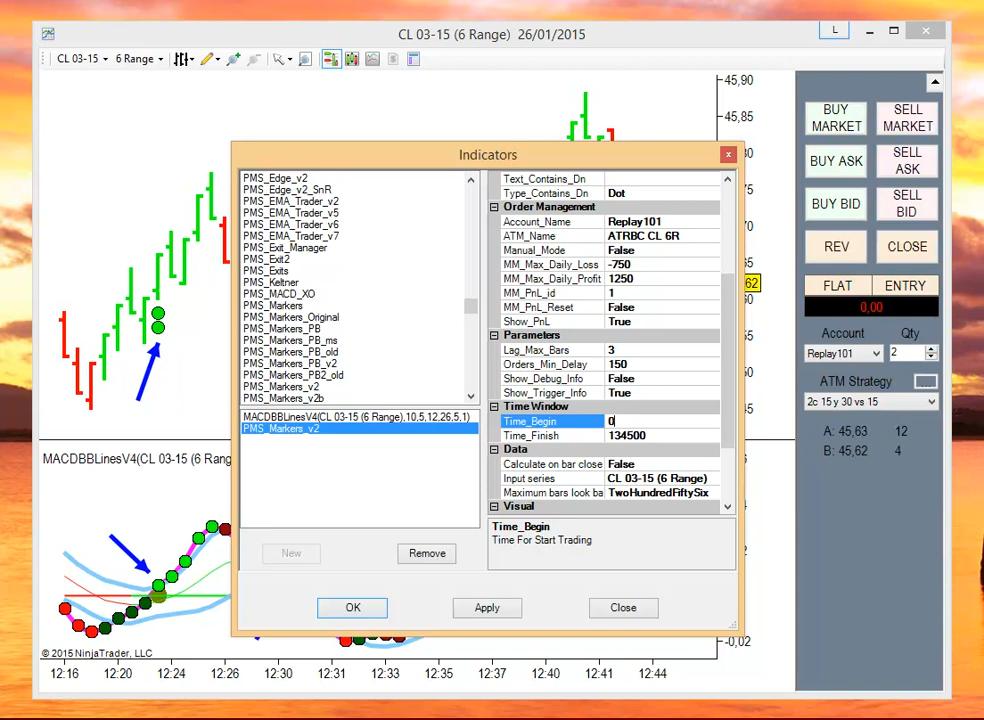 CL 03-15 (6 Range)  26/01/2015
L
CL 03-15
6 Range
45,90
45,85
BUY MARKET
SELL MARKET
BUY ASK
SELL ASK
BUY BID
SELL BID
REV
CLOSE
FLAT
ENTRY
0,00
Account
Qty
Replay101
2
ATM Strategy
2c 15 y 30 vs 15
A: 45,63
12
B: 45,62
4
Indicators
PMS_Edge_v2
PMS_Edge_v2_SnR
PMS_EMA_Trader_v2
PMS_EMA_Trader_v5
PMS_EMA_Trader_v6
PMS_EMA_Trader_v7
PMS_Exit_Manager
PMS_Exit2
PMS_Exits
PMS_Keltner
PMS_MACD_XO
PMS_Markers
PMS_Markers_Original
PMS_Markers_PB
PMS_Markers_PB_ms
PMS_Markers_PB_old
PMS_Markers_PB_v2
PMS_Markers_PB2_old
PMS_Markers_v2
PMS_Markers_v2b
MACDBBLinesV4(CL 03-15 (6 Range),10,5,12,26,5,1)
PMS_Markers_v2
New
Remove
Text_Contains_Dn
Type_Contains_Dn Dot
Order Management
Account_Name Replay101
ATM_Name ATRBC CL 6R
Manual_Mode False
MM_Max_Daily_Loss -750
MM_Max_Daily_Profit 1250
MM_PnL_id 1
MM_PnL_Reset False
Show_PnL True
Parameters
Lag_Max_Bars 3
Orders_Min_Delay 150
Show_Debug_Info False
Show_Trigger_Info True
Time Window
Time_Begin 0
Time_Finish 134500
Data
Calculate on bar close False
Input series CL 03-15 (6 Range)
Maximum bars look ba TwoHundredFiftySix
Visual
Time_Begin
Time For Start Trading
OK
Apply
Close
62
MACDBBLinesV4(CL 03-15 (6 Rang
-0,02
© 2015 NinjaTrader, LLC
12:16
12:20
12:24
12:26
12:30
12:33
12:35
12:37
12:40
12:41
12:44